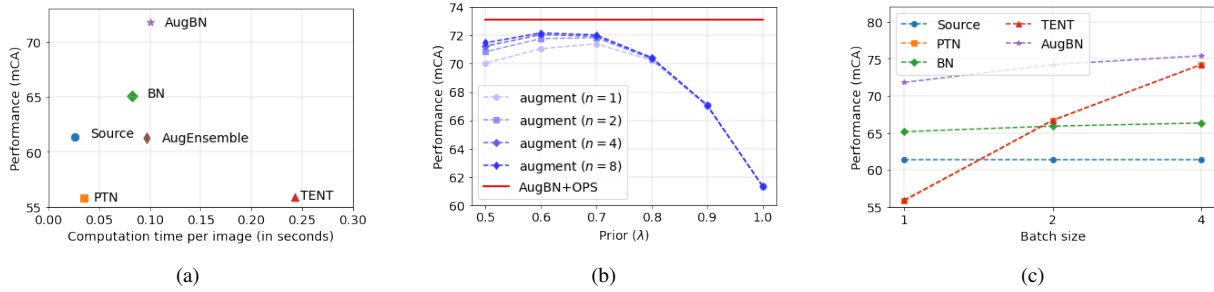 AugBN
BN
Source
AugEnsemble
PTN
TENT
70
65
60
55
0.00 0.05 0.10 0.15 0.20 0.25 0.30
Performance (mCA)
Computation time per image (in seconds)
(a)
74
72
70
68
66
64
62
60
augment (n = 1)
augment (n = 2)
augment (n = 4)
augment (n = 8)
AugBN+OPS
0.5 0.6 0.7 0.8 0.9 1.0
Performance (mCA)
Prior (λ)
(b)
80
75
70
65
60
55
Source
PTN
BN
TENT
AugBN
1 2 4
Performance (mCA)
Batch size
(c)